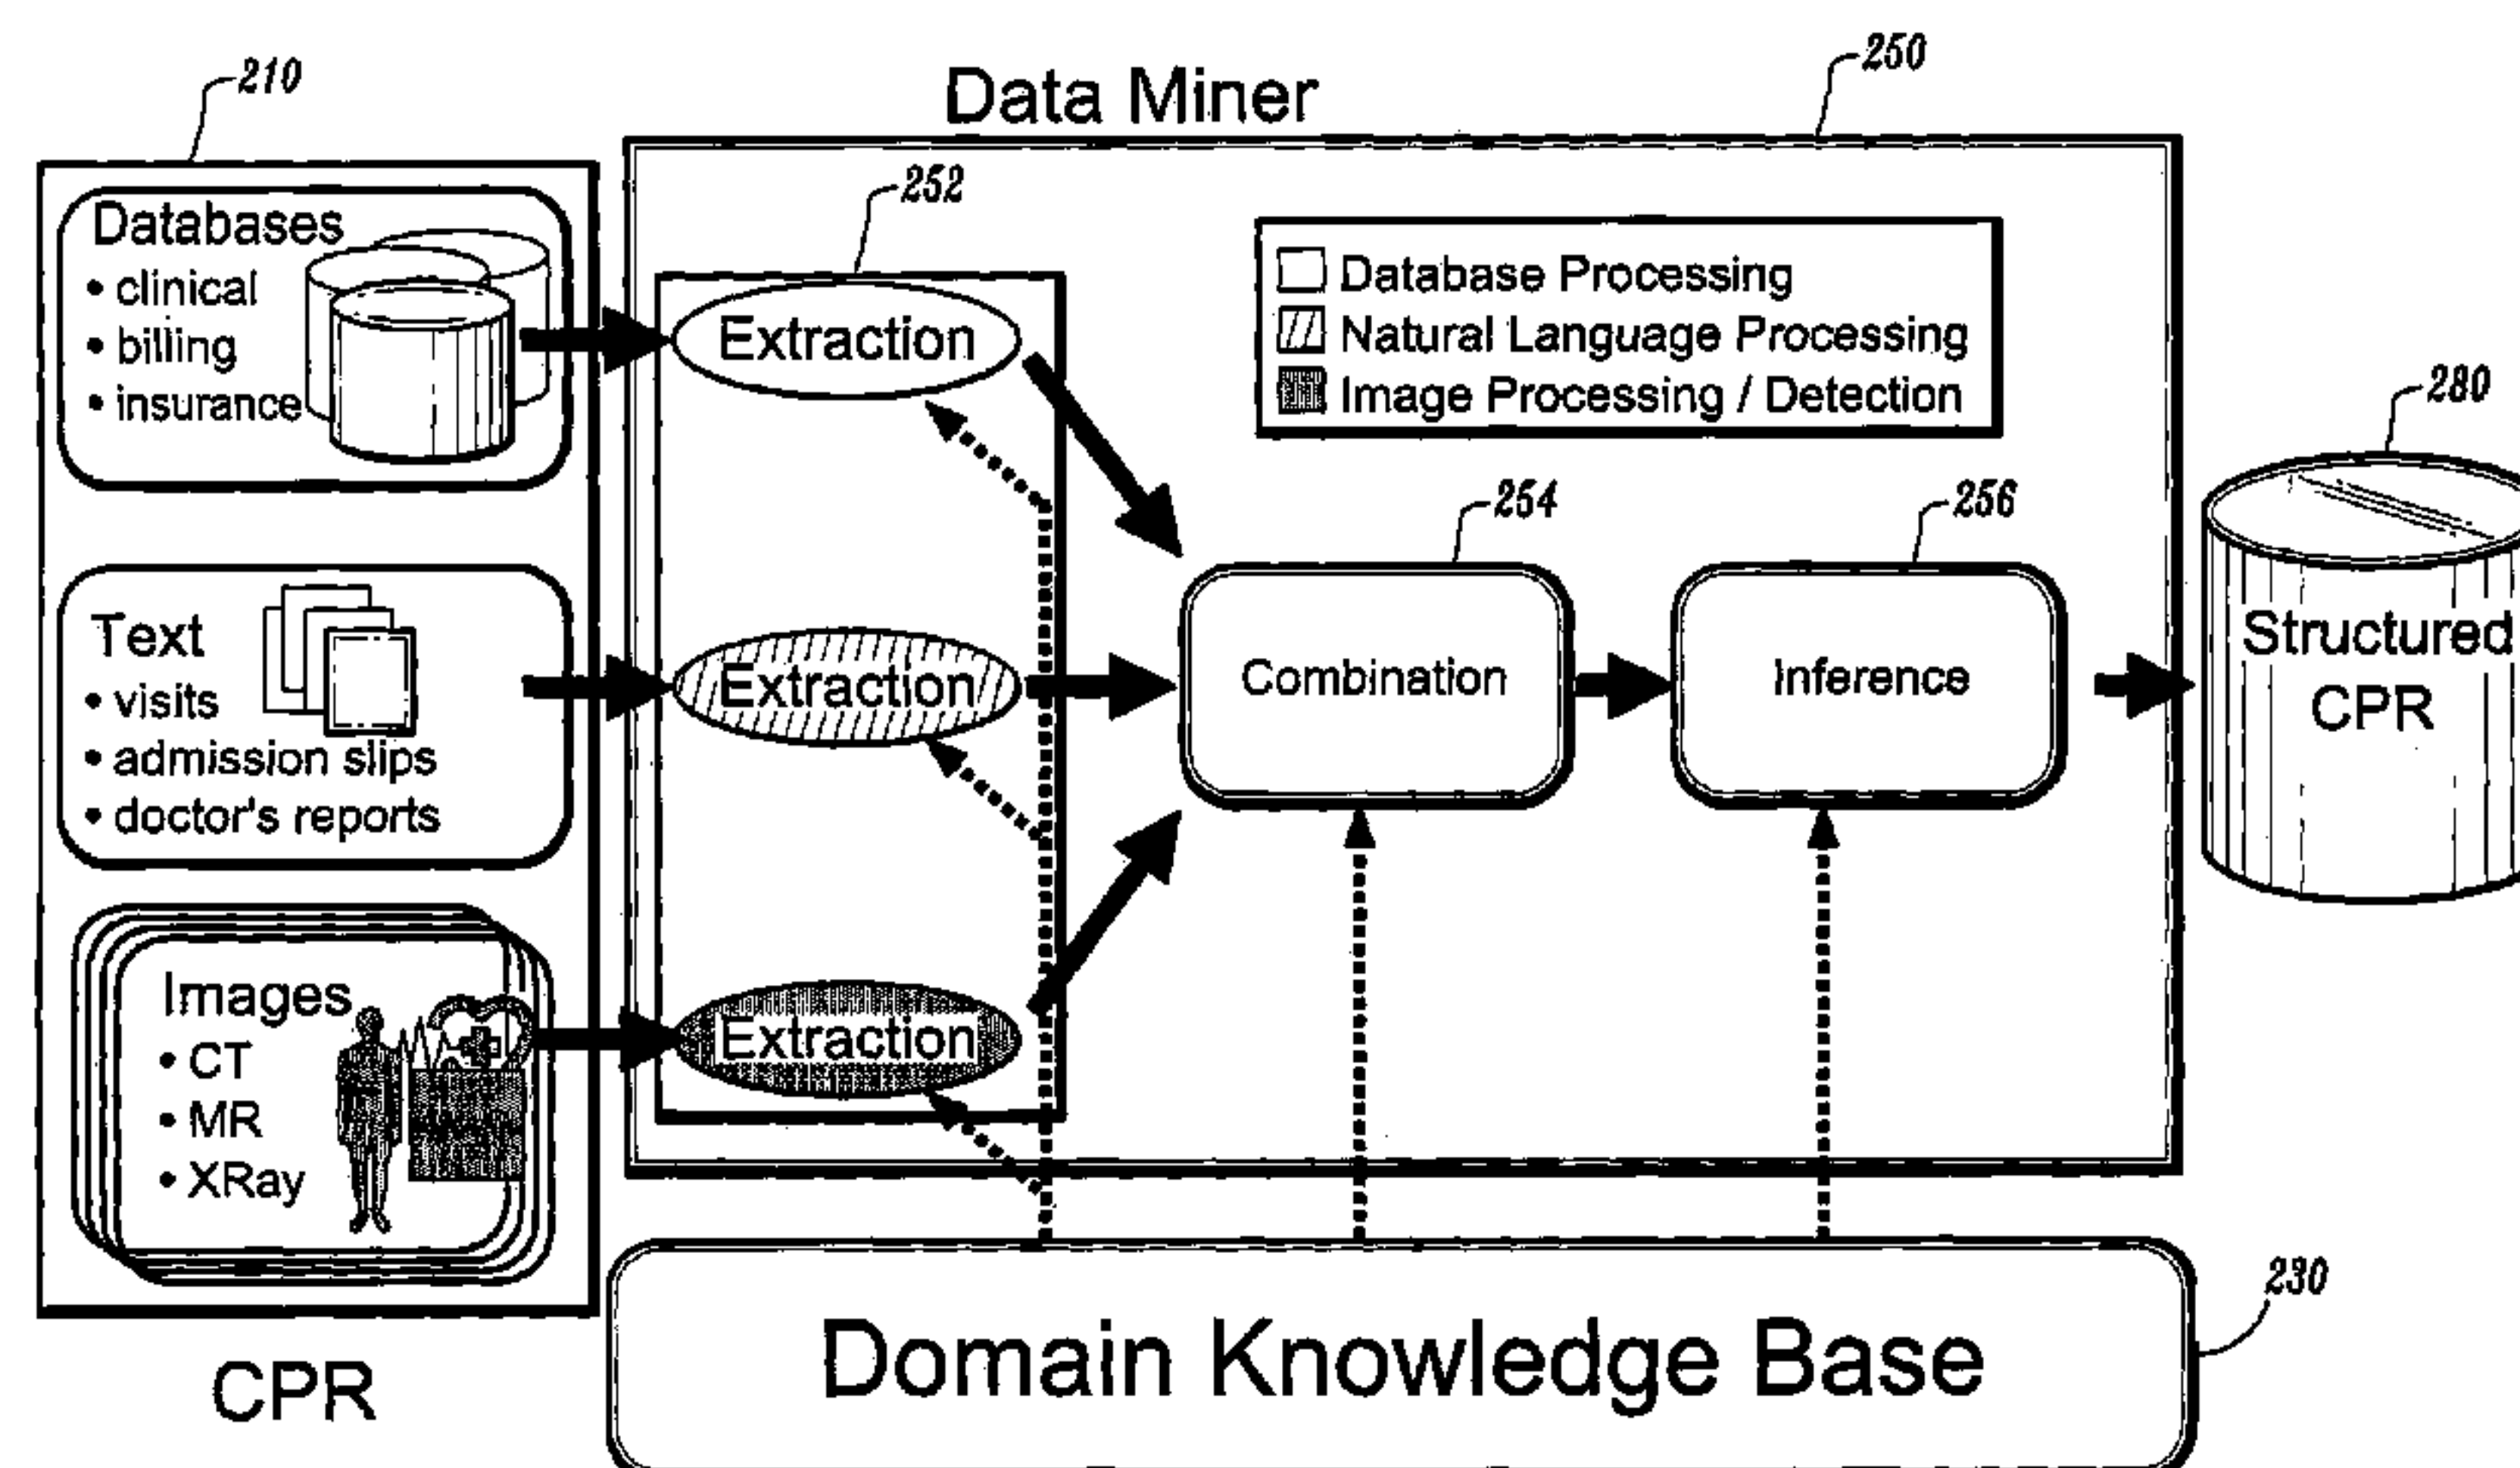 210
Data Miner
250
Databases
• clinical
• billing
• insurance
252
Extraction
Database Processing
Natural Language Processing
Image Processing / Detection
280
Text
• visits
• admission slips
• doctor's reports
Extraction
254
Combination
256
Inference
Structured
CPR
Images
• CT
• MR
• XRay
Extraction
CPR
Domain Knowledge Base
230